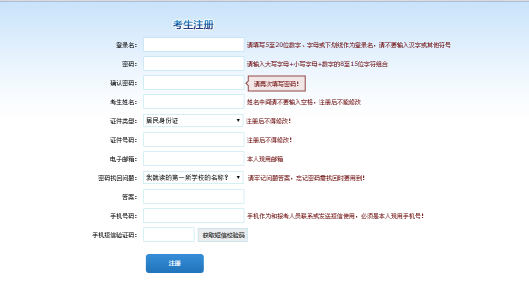 考生注册
登录名： 请填写5至20位数字、字母或下划线作为登录名，请不要输入汉字或其他符号
密码： 请输入大写字母+小写字母+数字的8至15位字符组合
确认密码： 请再次填写密码！
考生姓名： 姓名中间请不要输入空格，注册后不能修改
证件类型： 居民身份证 注册后不得修改！
证件号码： 注册后不得修改！
电子邮箱： 本人现用邮箱
密码找回问题： 我就读的第一所学校的名称？ 请牢记问题答案，忘记密码需找回时要用到！
答案：
手机号码： 手机作为和报考人员联系或发送短信使用，必须是本人现用手机号！
手机短信验证码： 获取短信校验码
注册